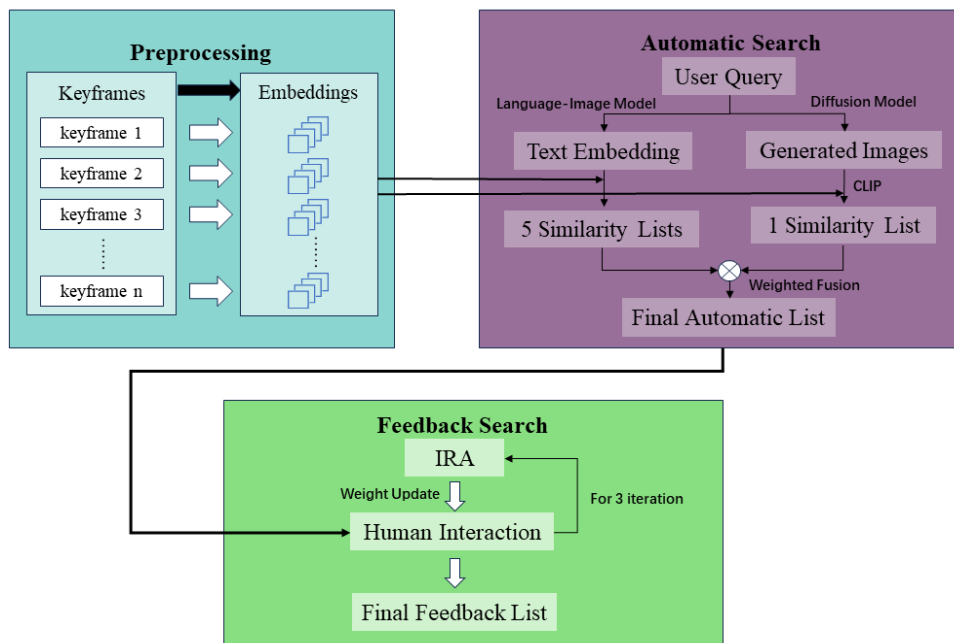 Preprocessing
Keyframes
Embeddings
keyframe 1
keyframe 2
keyframe 3
keyframe n
Automatic Search
User Query
Language-Image Model
Diffusion Model
Text Embedding
Generated Images
CLIP
5 Similarity Lists
1 Similarity List
Weighted Fusion
Final Automatic List
Feedback Search
IRA
Weight Update
For 3 iteration
Human Interaction
Final Feedback List